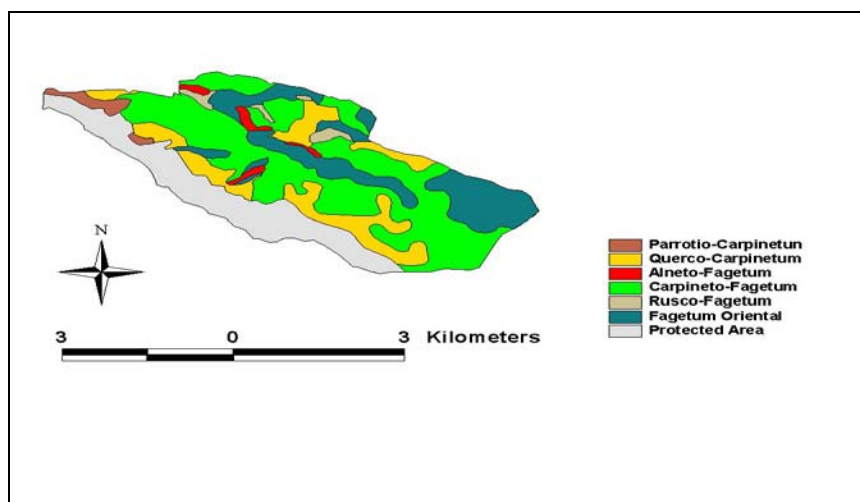 N
3 0 3 Kilometers
Parrotio-Carpinetun
Querco-Carpinetum
Alneto-Fagetum
Carpineto-Fagetum
Rusco-Fagetum
Fagetum Oriental
Protected Area